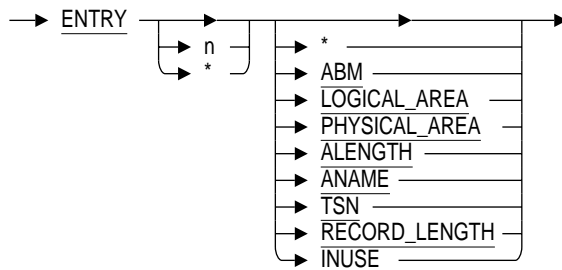 ENTRY
n
*
*
ABM
LOGICAL_AREA
PHYSICAL_AREA
ALENGTH
ANAME
TSN
RECORD_LENGTH
INUSE